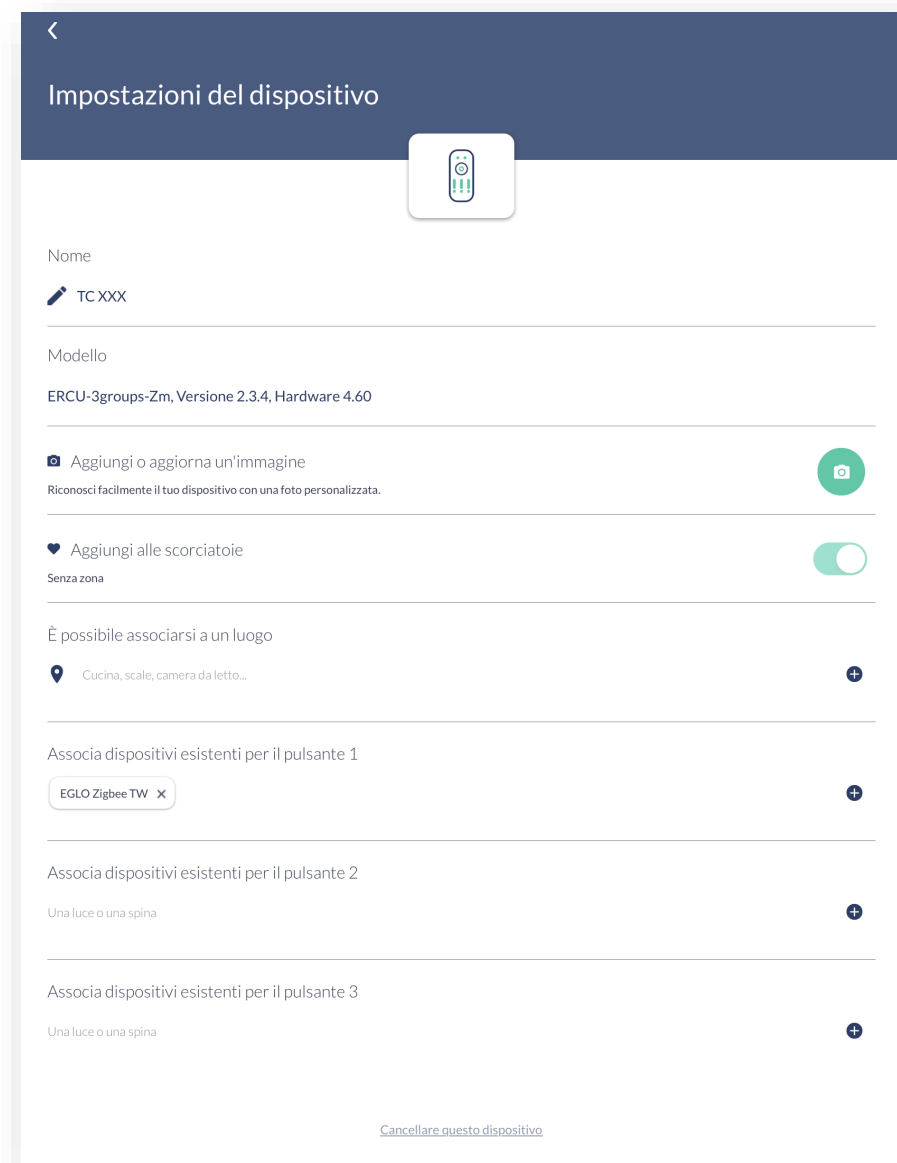 Impostazioni del dispositivo
Nome
TC XXX
Modello
ERCU-3groups-Zm, Versione 2.3.4, Hardware 4.60
Aggiungi o aggiorna un'immagine
Riconosci facilmente il tuo dispositivo con una foto personalizzata.
Aggiungi alle scorciatoie
Senza zona
È possibile associarsi a un luogo
Cucina, scale, camera da letto...
Associa dispositivi esistenti per il pulsante 1
EGLO Zigbee TW
Associa dispositivi esistenti per il pulsante 2
Una luce o una spina
Associa dispositivi esistenti per il pulsante 3
Una luce o una spina
Cancellare questo dispositivo